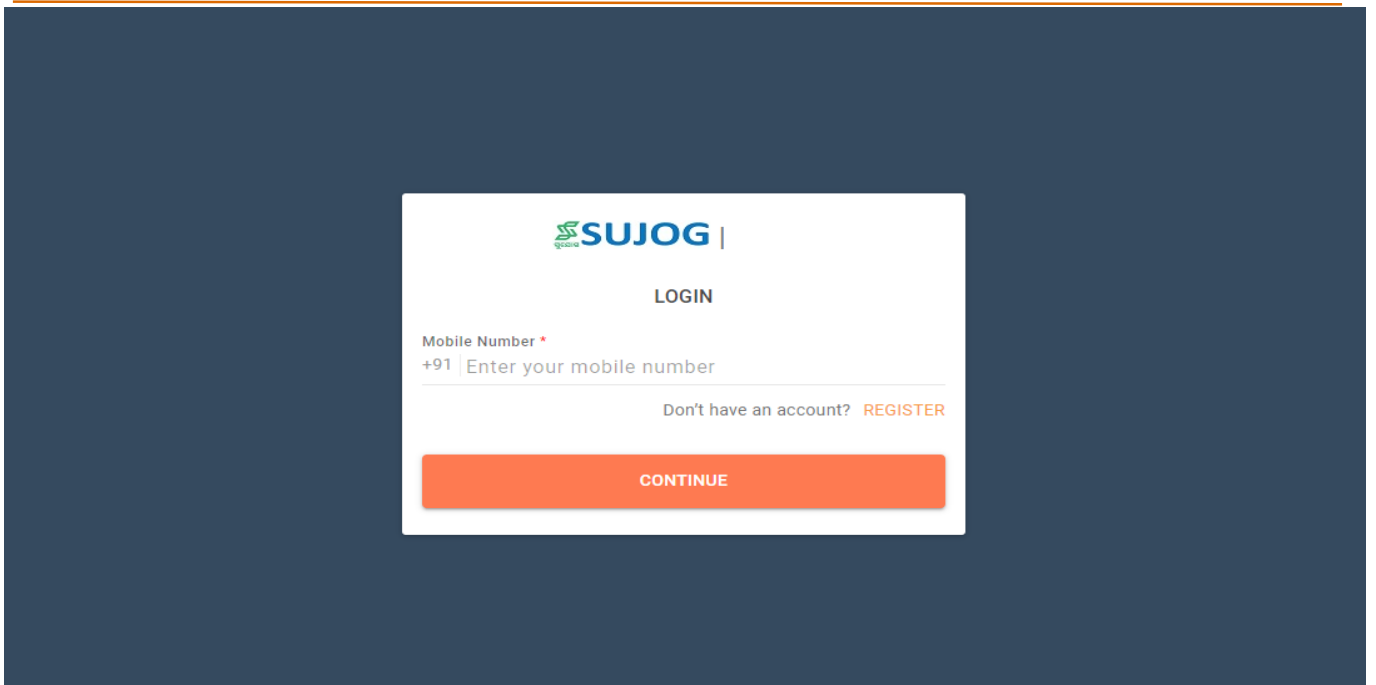 ସୁଯୋଗ SUJOG |
LOGIN
Mobile Number *
+91 Enter your mobile number
Don't have an account? REGISTER
CONTINUE